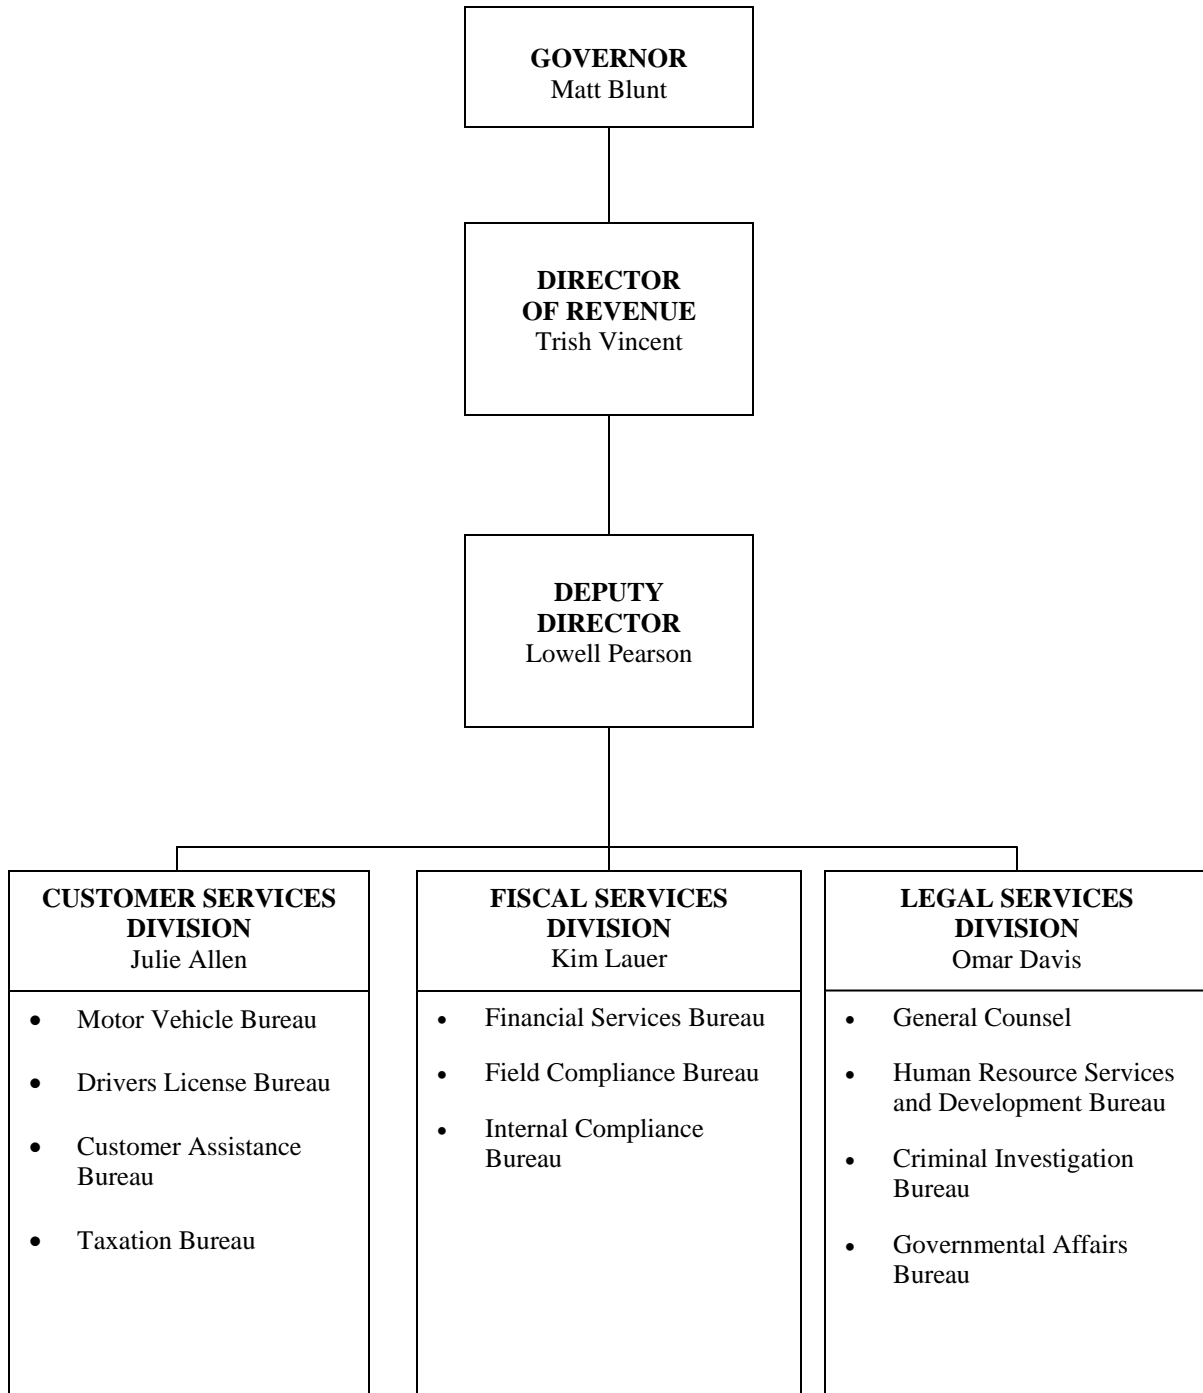 GOVERNOR
Matt Blunt
DIRECTOR
OF REVENUE
Trish Vincent
DEPUTY
DIRECTOR
Lowell Pearson
CUSTOMER SERVICES
DIVISION
Julie Allen
• Motor Vehicle Bureau
• Drivers License Bureau
• Customer Assistance
Bureau
• Taxation Bureau
FISCAL SERVICES
DIVISION
Kim Lauer
• Financial Services Bureau
• Field Compliance Bureau
• Internal Compliance
Bureau
LEGAL SERVICES
DIVISION
Omar Davis
• General Counsel
• Human Resource Services
and Development Bureau
• Criminal Investigation
Bureau
• Governmental Affairs
Bureau